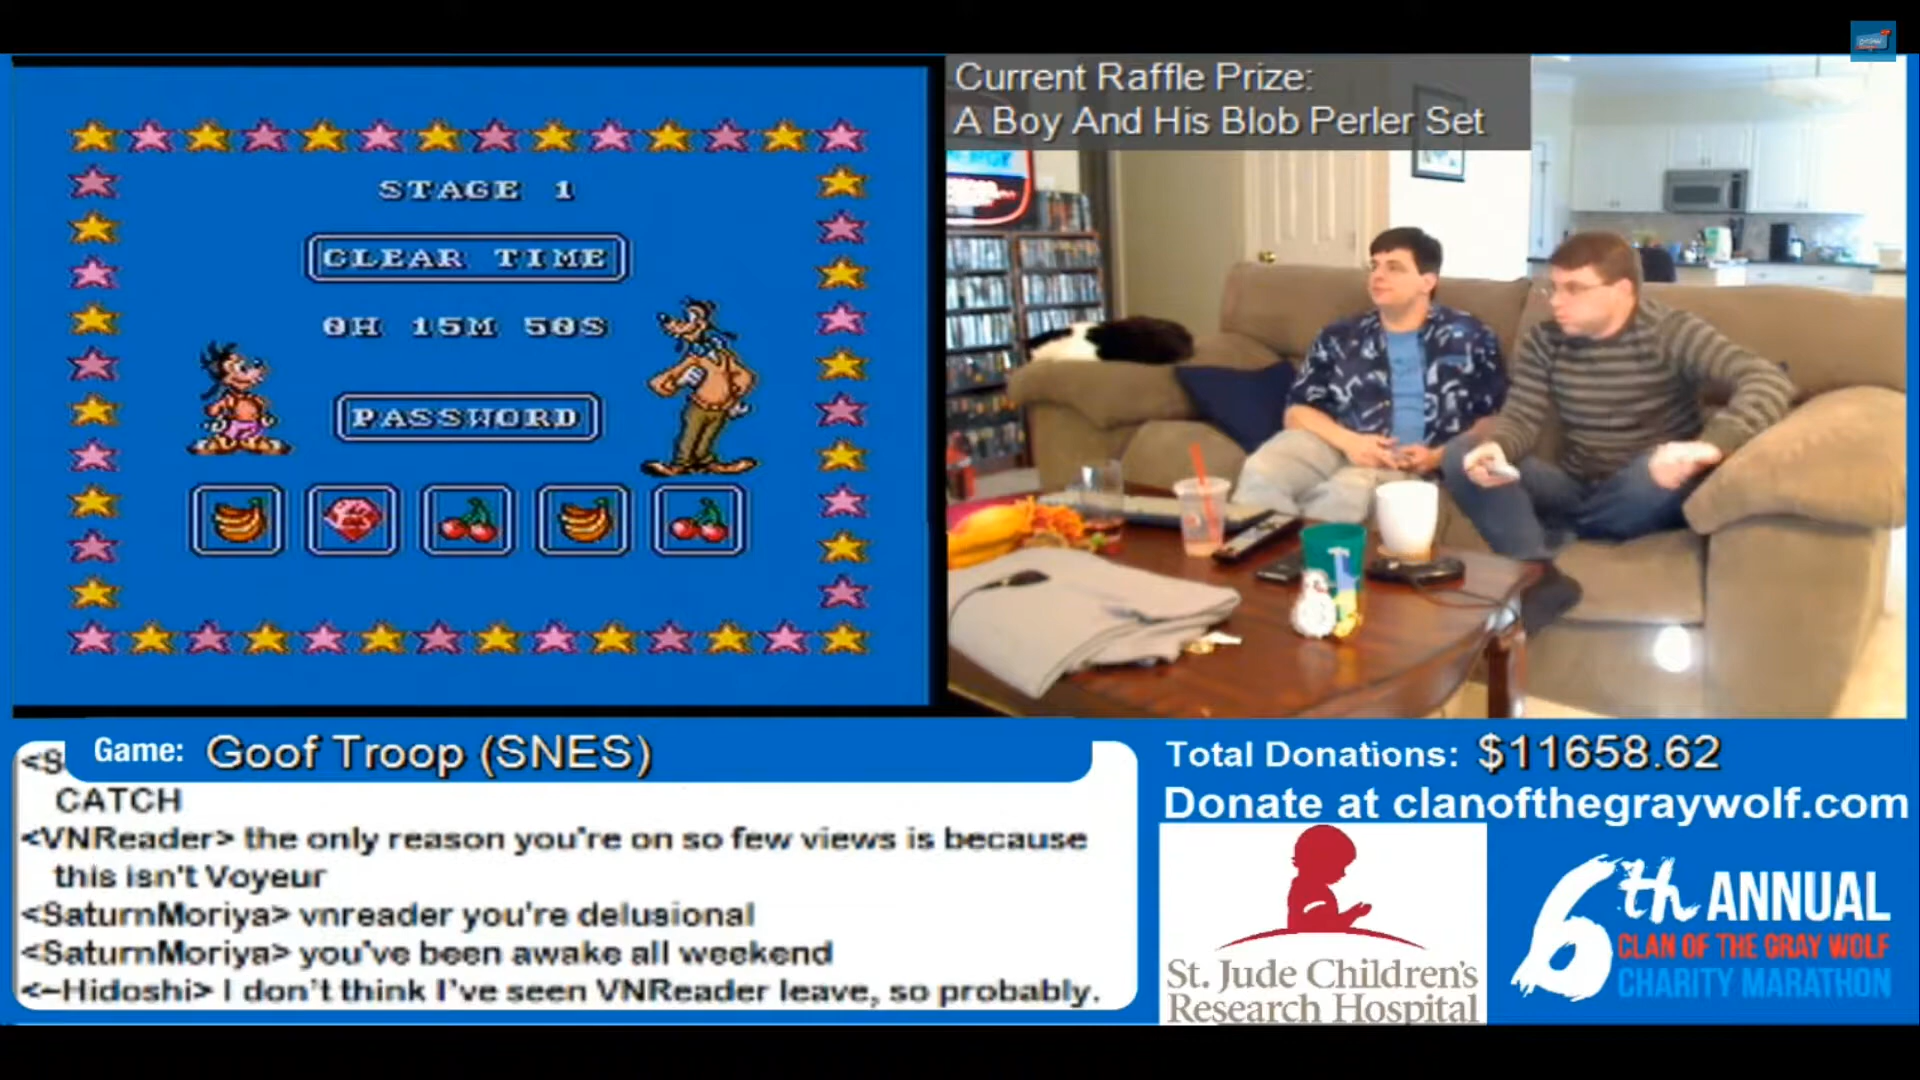 STAGE 1
CLEAR TIME
0H 15M 50S
PASSWORD
Current Raffle Prize:
A Boy And His Blob Perler Set
Game: Goof Troop (SNES)
<S
CATCH
<VNReader> the only reason you're on so few views is because
this isn't Voyeur
<SaturnMoriya> vnreader you're delusional
<SaturnMoriya> you've been awake all weekend
<~Hidoshi> I don't think I've seen VNReader leave, so probably.
Total Donations: $11658.62
Donate at clanofthegraywolf.com
St. Jude Children's
Research Hospital
6th ANNUAL
CLAN OF THE GRAY WOLF
CHARITY MARATHON